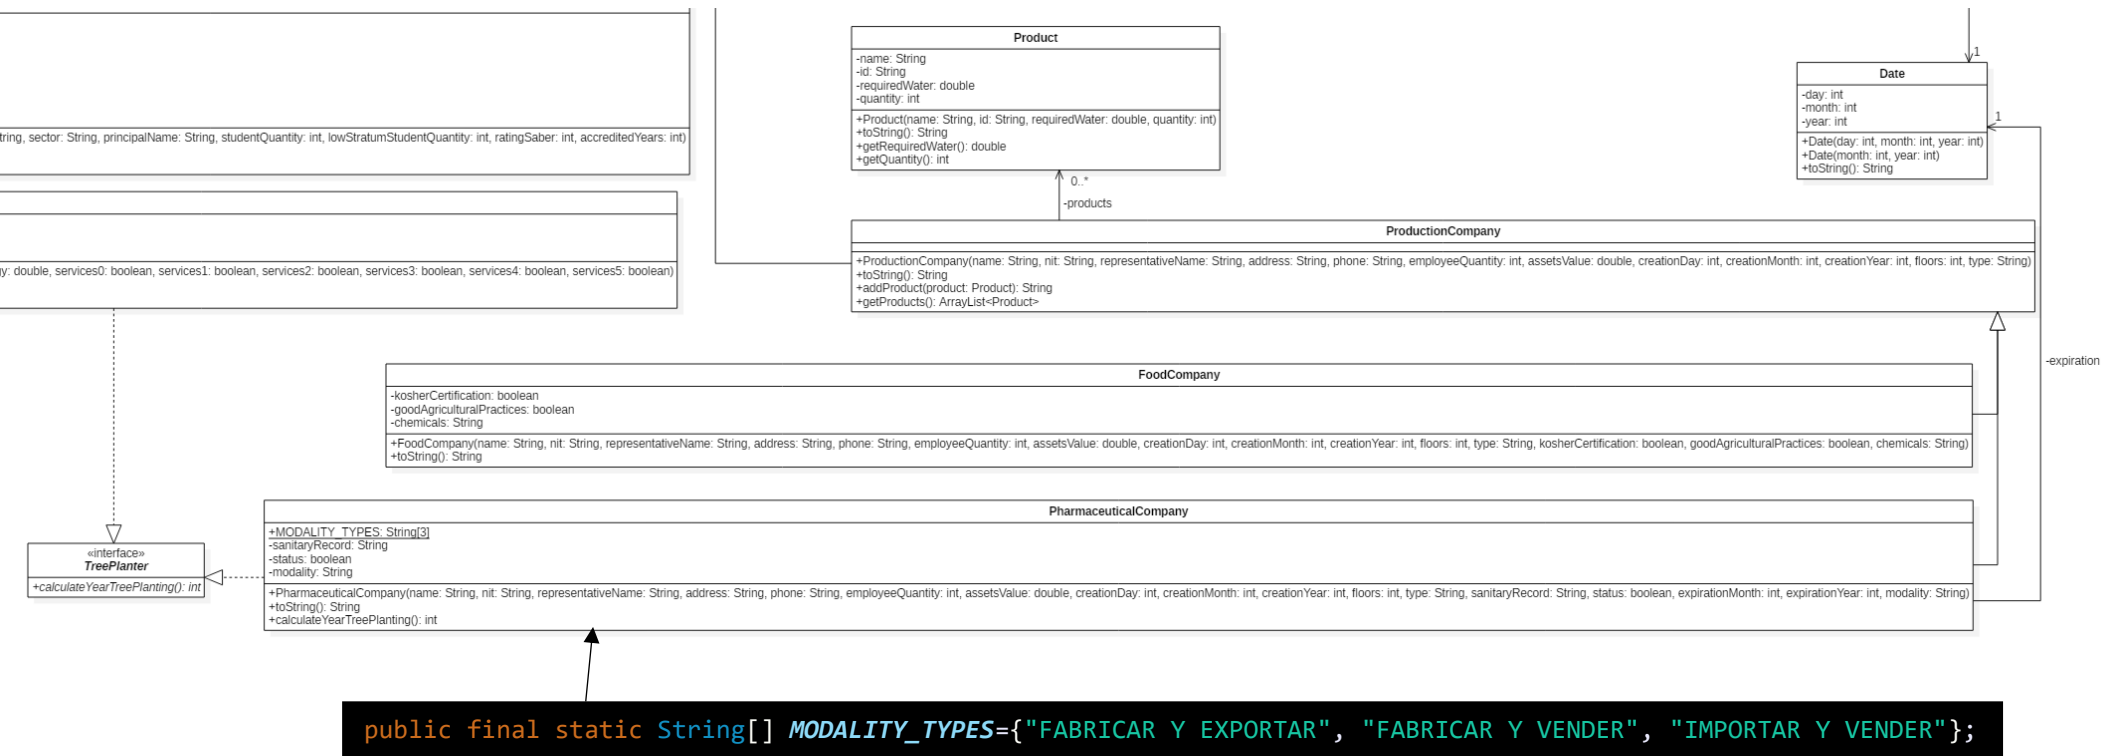 tring, sector: String, principalName: String, studentQuantity: int, lowStratumStudentQuantity: int, ratingSaber: int, accreditedYears: int)
y: double, services0: boolean, services1: boolean, services2: boolean, services3: boolean, services4: boolean, services5: boolean)
Product
-name: String
-id: String
-requiredWater: double
-quantity: int
+Product(name: String, id: String, requiredWater: double, quantity: int)
+toString(): String
+getRequiredWater(): double
+getQuantity(): int
0..*
-products
1
Date
-day: int
-month: int
-year: int
+Date(day: int, month: int, year: int)
+Date(month: int, year: int)
+toString(): String
1
-expiration
ProductionCompany
+ProductionCompany(name: String, nit: String, representativeName: String, address: String, phone: String, employeeQuantity: int, assetsValue: double, creationDay: int, creationMonth: int, creationYear: int, floors: int, type: String)
+toString(): String
+addProduct(product: Product): String
+getProducts(): ArrayList<Product>
FoodCompany
-kosherCertification: boolean
-goodAgriculturalPractices: boolean
-chemicals: String
+FoodCompany(name: String, nit: String, representativeName: String, address: String, phone: String, employeeQuantity: int, assetsValue: double, creationDay: int, creationMonth: int, creationYear: int, floors: int, type: String, kosherCertification: boolean, goodAgriculturalPractices: boolean, chemicals: String)
+toString(): String
«interface»
TreePlanter
+calculateYearTreePlanting(): int
PharmaceuticalCompany
+MODALITY_TYPES: String[3]
-sanitaryRecord: String
-status: boolean
-modality: String
+PharmaceuticalCompany(name: String, nit: String, representativeName: String, address: String, phone: String, employeeQuantity: int, assetsValue: double, creationDay: int, creationMonth: int, creationYear: int, floors: int, type: String, sanitaryRecord: String, status: boolean, expirationMonth: int, expirationYear: int, modality: String)
+toString(): String
+calculateYearTreePlanting(): int
public final static String[] MODALITY_TYPES={"FABRICAR Y EXPORTAR", "FABRICAR Y VENDER", "IMPORTAR Y VENDER"};